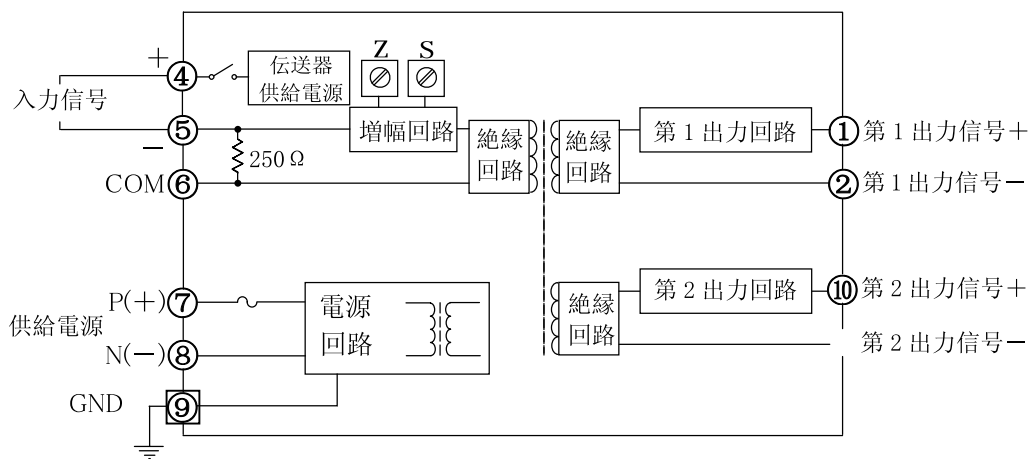 Z
S
+
④
伝送器
供給電源
入力信号
⑤
増幅回路
−
250Ω
COM
⑥
絶縁
回路
絶縁
回路
第1出力回路
①
第1出力信号+
②
第1出力信号−
P(+)
⑦
供給電源
N(−)
⑧
電源
回路
GND
⑨
絶縁
回路
第2出力回路
⑩
第2出力信号+
第2出力信号−